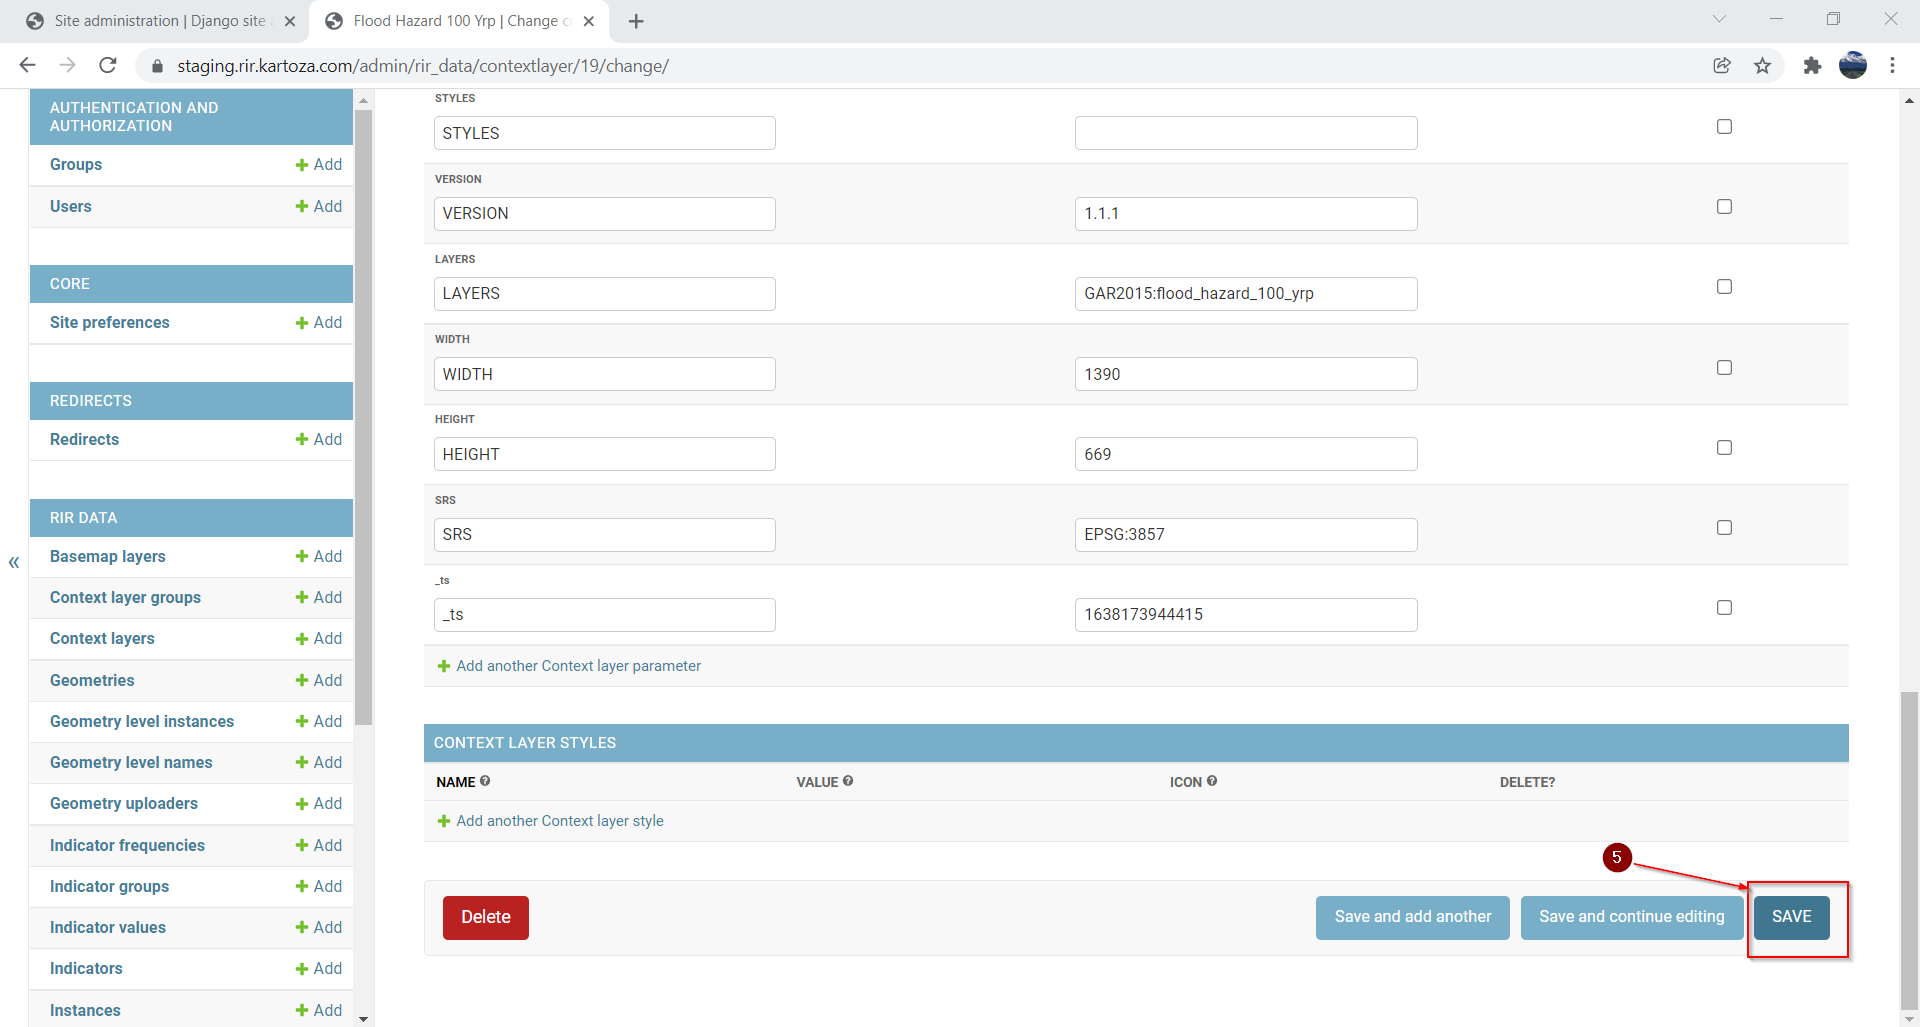 Site administration | Django site a
Flood Hazard 100 Yrp | Change c
staging.rir.kartoza.com/admin/rir_data/contextlayer/19/change/
AUTHENTICATION AND
AUTHORIZATION
Groups Add
Users Add
CORE
Site preferences Add
REDIRECTS
Redirects Add
RIR DATA
Basemap layers Add
Context layer groups Add
Context layers Add
Geometries Add
Geometry level instances Add
Geometry level names Add
Geometry uploaders Add
Indicator frequencies Add
Indicator groups Add
Indicator values Add
Indicators Add
Instances Add
«
STYLES
STYLES
VERSION
VERSION 1.1.1
LAYERS
LAYERS GAR2015:flood_hazard_100_yrp
WIDTH
WIDTH 1390
HEIGHT
HEIGHT 669
SRS
SRS EPSG:3857
_ts
_ts 1638173944415
Add another Context layer parameter
CONTEXT LAYER STYLES
NAME ? VALUE ? ICON ? DELETE?
Add another Context layer style
5
Delete Save and add another Save and continue editing SAVE